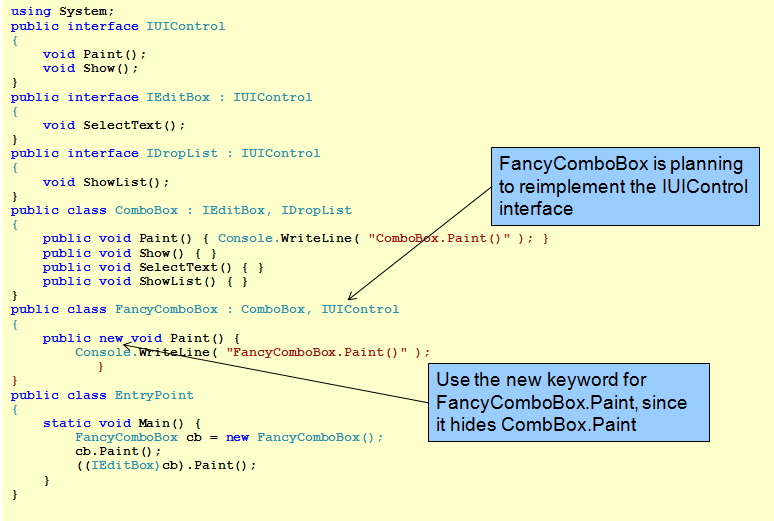 using System;
public interface IUIControl
{
    void Paint();
    void Show();
}
public interface IEditBox : IUIControl
{
    void SelectText();
}
public interface IDropList : IUIControl
{
    void ShowList();
}
public class ComboBox : IEditBox, IDropList
{
    public void Paint() { Console.WriteLine( "ComboBox.Paint()" ); }
    public void Show() { }
    public void SelectText() { }
    public void ShowList() { }
}
public class FancyComboBox : ComboBox, IUIControl
{
    public new void Paint() {
        Console.WriteLine( "FancyComboBox.Paint()" );
           }
}
public class EntryPoint
{
    static void Main() {
        FancyComboBox cb = new FancyComboBox();
        cb.Paint();
        ((IEditBox)cb).Paint();
    }
}
FancyComboBox is planning
to reimplement the IUIControl
interface
Use the new keyword for
FancyComboBox.Paint, since
it hides CombBox.Paint